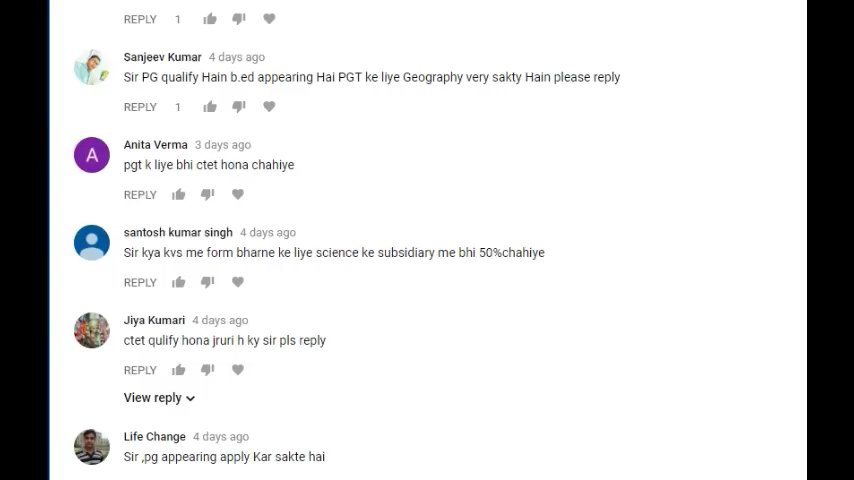 REPLY 1
Sanjeev Kumar 4 days ago
Sir PG qualify Hain b.ed appearing Hai PGT ke liye Geography very sakty Hain please reply
REPLY 1
A
Anita Verma 3 days ago
pgt k liye bhi ctet hona chahiye
REPLY
santosh kumar singh 4 days ago
Sir kya kvs me form bharne ke liye science ke subsidiary me bhi 50%chahiye
REPLY
Jiya Kumari 4 days ago
ctet qulify hona jruri h ky sir pls reply
REPLY
View reply
Life Change 4 days ago
Sir ,pg appearing apply Kar sakte hai